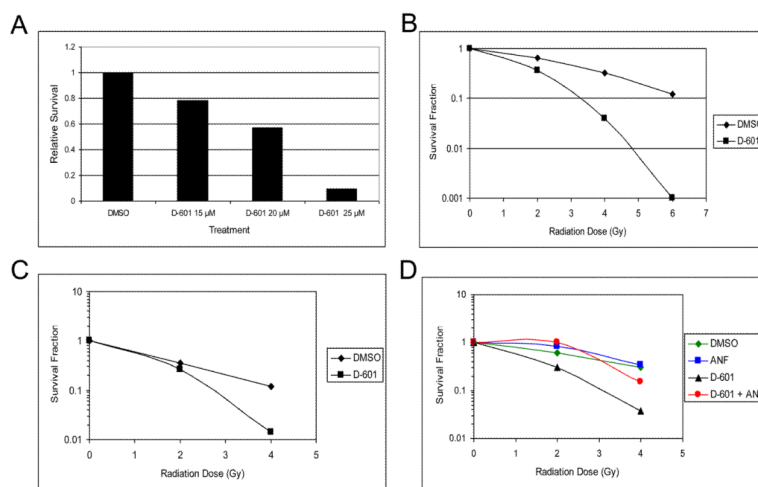 A
Relative Survival
1.2
1
0.8
0.6
0.4
0.2
0
DMSO
D-601 15 µM
D-601 20 µM
D-601 25 µM
Treatment
B
Survival Fraction
1
0.1
0.01
0.001
0
1
2
3
4
5
6
7
Radiation Dose (Gy)
DMSO
D-601
C
Survival Fraction
10
1
0.1
0.01
0
1
2
3
4
5
Radiation Dose (Gy)
DMSO
D-601
D
Survival Fraction
10
1
0.1
0.01
0
1
2
3
4
5
Radiation Dose (Gy)
DMSO
ANF
D-601
D-601 + AN